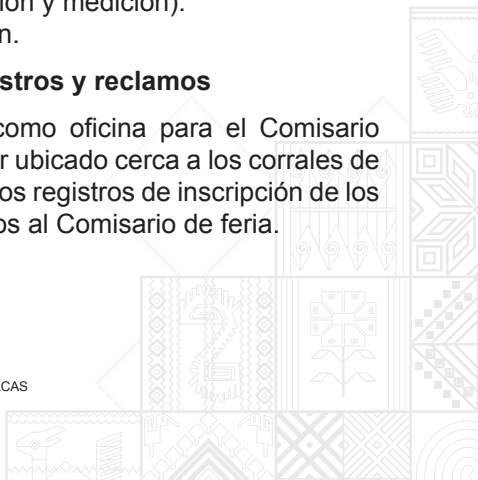 ión y medición).
n.
stros y reclamos
como oficina para el Comisario
r ubicado cerca a los corrales de
os registros de inscripción de los
os al Comisario de feria.
ACAS